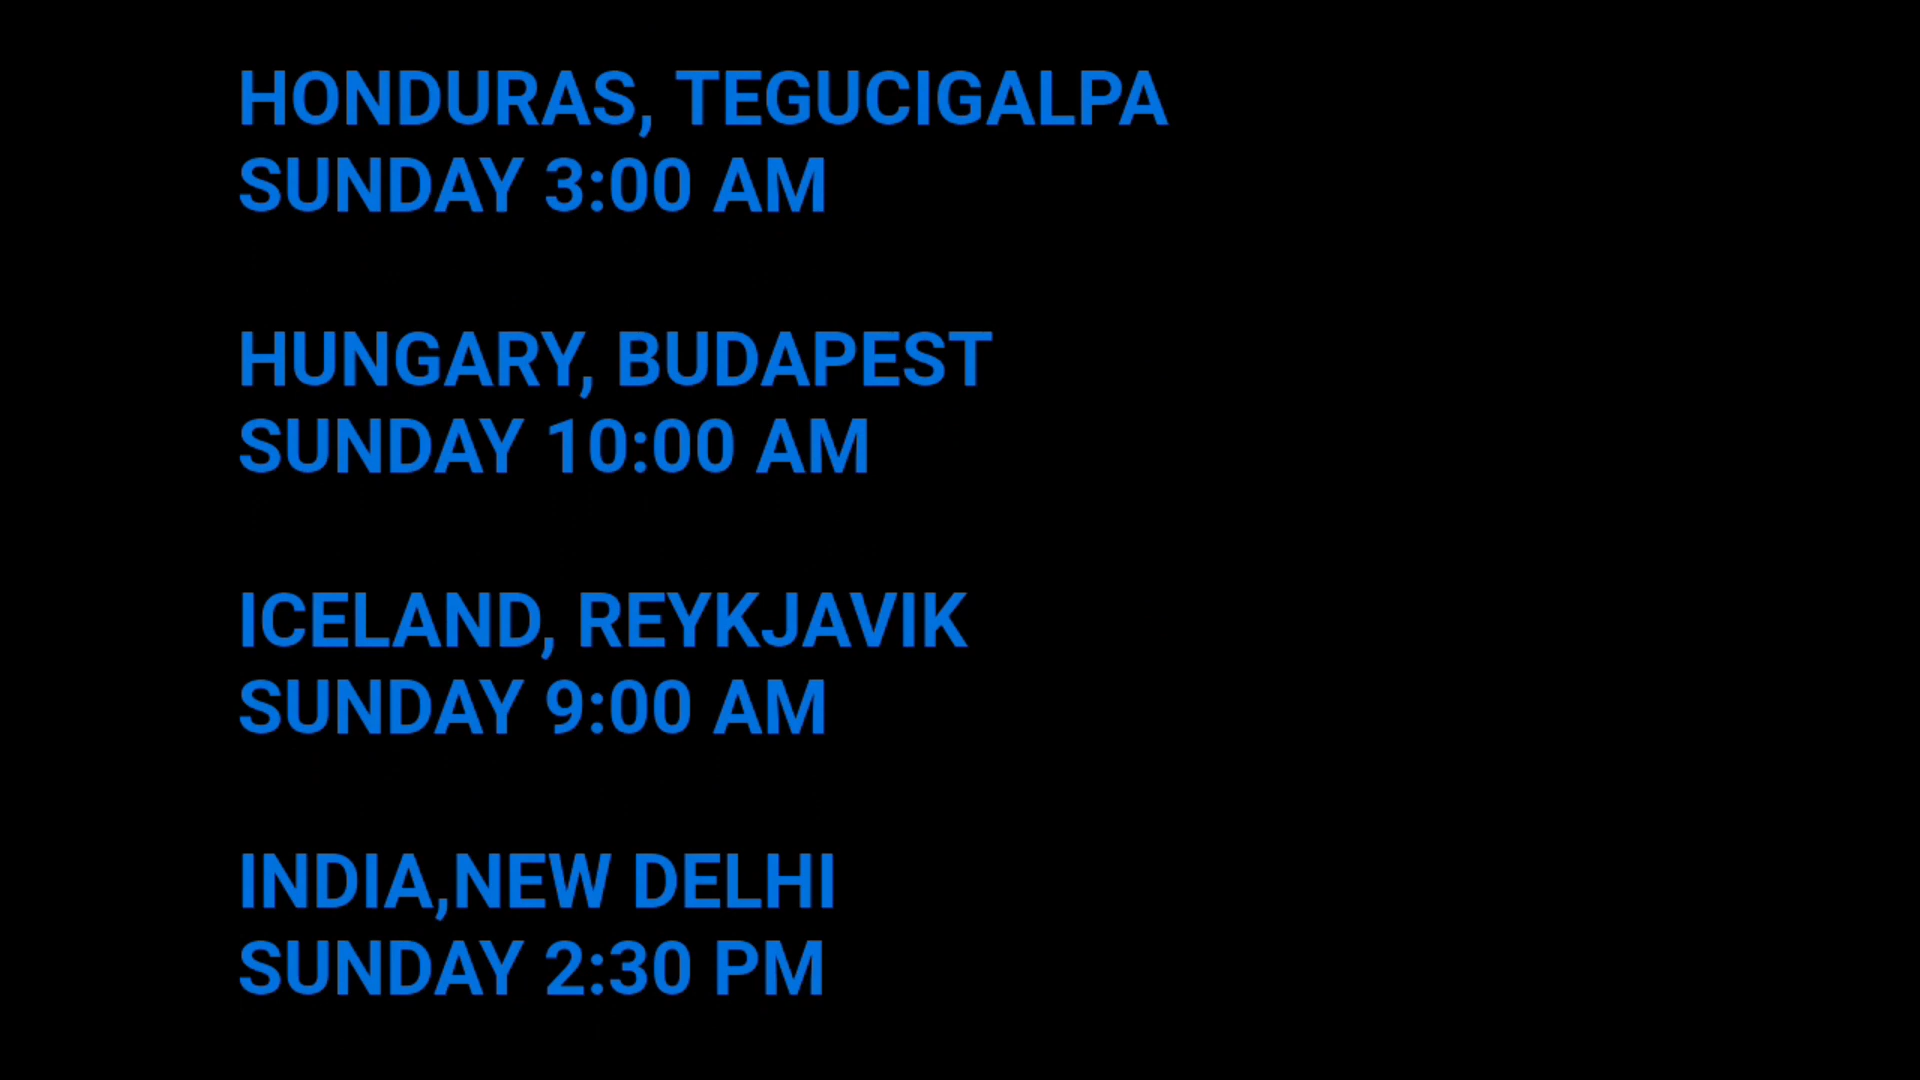 HONDURAS, TEGUCIGALPA
SUNDAY 3:00 AM
HUNGARY, BUDAPEST
SUNDAY 10:00 AM
ICELAND, REYKJAVIK
SUNDAY 9:00 AM
INDIA,NEW DELHI
SUNDAY 2:30 PM